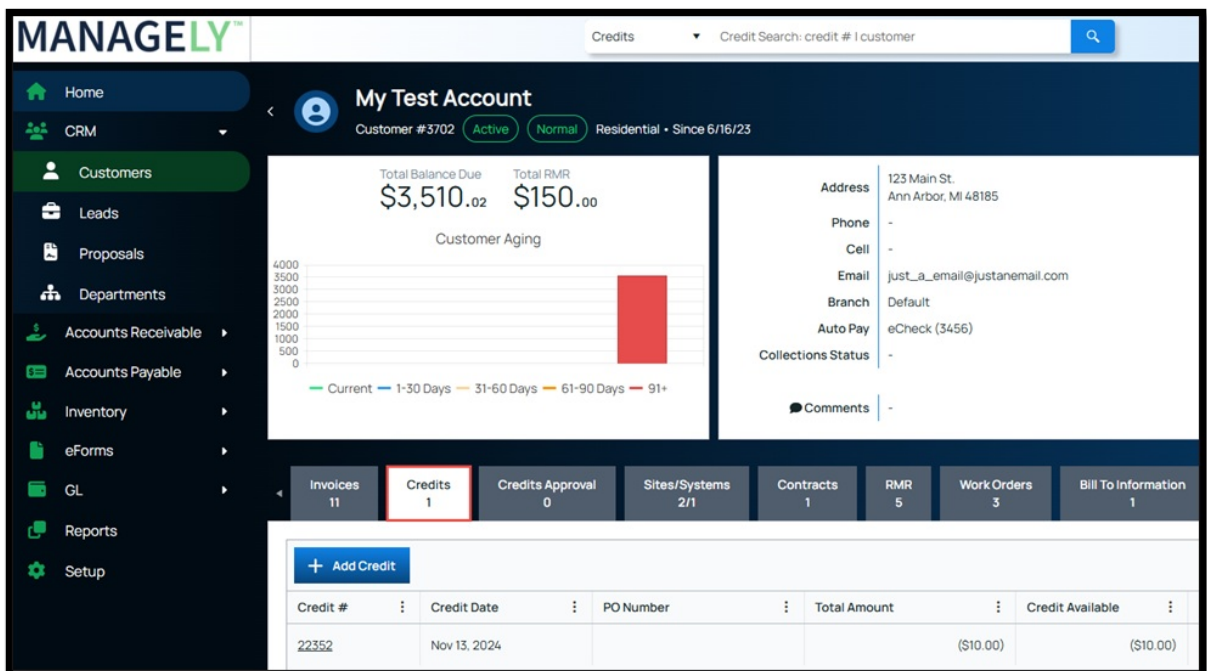 MANAGELY™
Credits
Credit Search: credit # | customer
Home
CRM
Customers
Leads
Proposals
Departments
Accounts Receivable
Accounts Payable
Inventory
eForms
GL
Reports
Setup
My Test Account
Customer #3702 Active Normal Residential • Since 6/16/23
Total Balance Due Total RMR
$3,510.02 $150.00
Customer Aging
4000
3500
3000
2500
2000
1500
1000
500
0
Current 1-30 Days 31-60 Days 61-90 Days 91+
Address 123 Main St.
Ann Arbor, MI 48185
Phone -
Cell -
Email just_a_email@justanemail.com
Branch Default
Auto Pay eCheck (3456)
Collections Status -
Comments -
Invoices Credits Credits Approval Sites/Systems Contracts RMR Work Orders Bill To Information
11 1 0 2/1 1 5 3 1
+ Add Credit
Credit # Credit Date PO Number Total Amount Credit Available
22352 Nov 13, 2024 ($10.00) ($10.00)